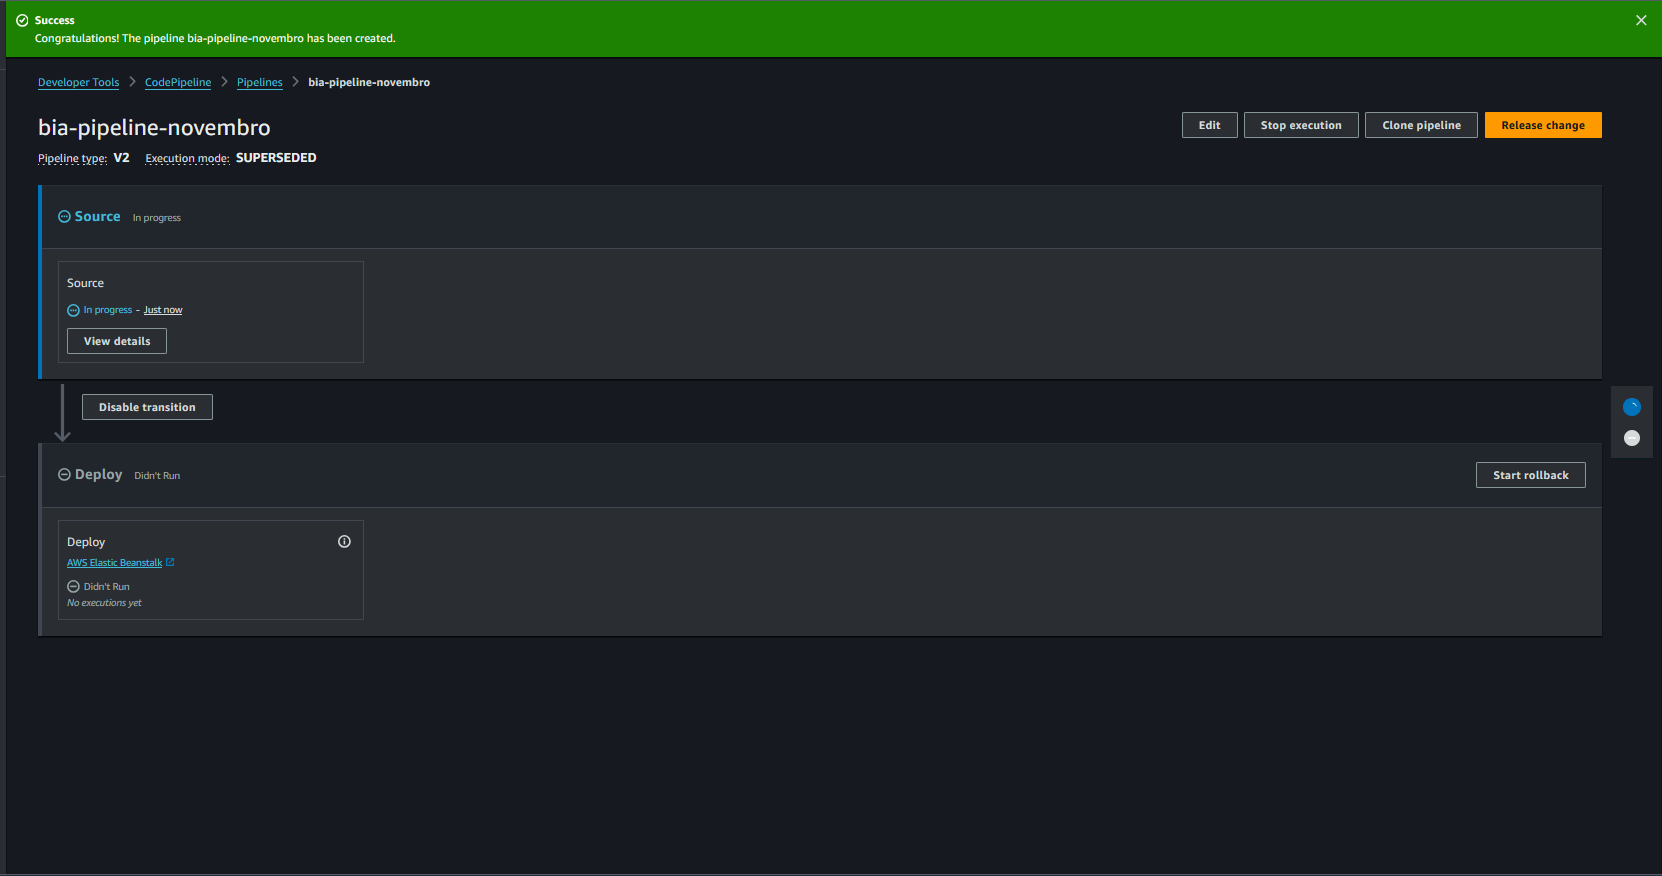 Success
Congratulations! The pipeline bia-pipeline-novembro has been created.
Developer Tools CodePipeline Pipelines bia-pipeline-novembro
bia-pipeline-novembro
Edit Stop execution Clone pipeline Release change
Pipeline type: V2 Execution mode: SUPERSEDED
Source In progress
Source
In progress - Just now
View details
Disable transition
Deploy Didn't Run
Start rollback
Deploy
AWS Elastic Beanstalk
Didn't Run
No executions yet